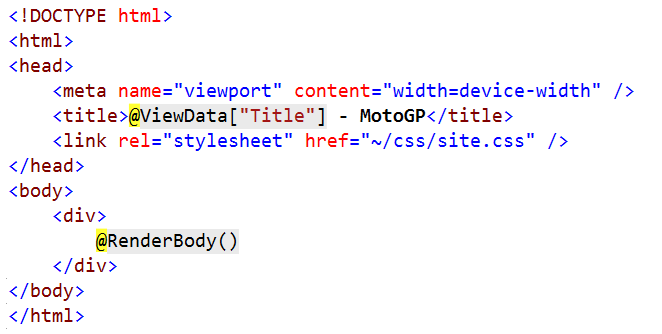 <!DOCTYPE html>
<html>
<head>
    <meta name="viewport" content="width=device-width" />
    <title>@ViewData["Title"] - MotoGP</title>
    <link rel="stylesheet" href="~/css/site.css" />
</head>
<body>
    <div>
        @RenderBody()
    </div>
</body>
</html>